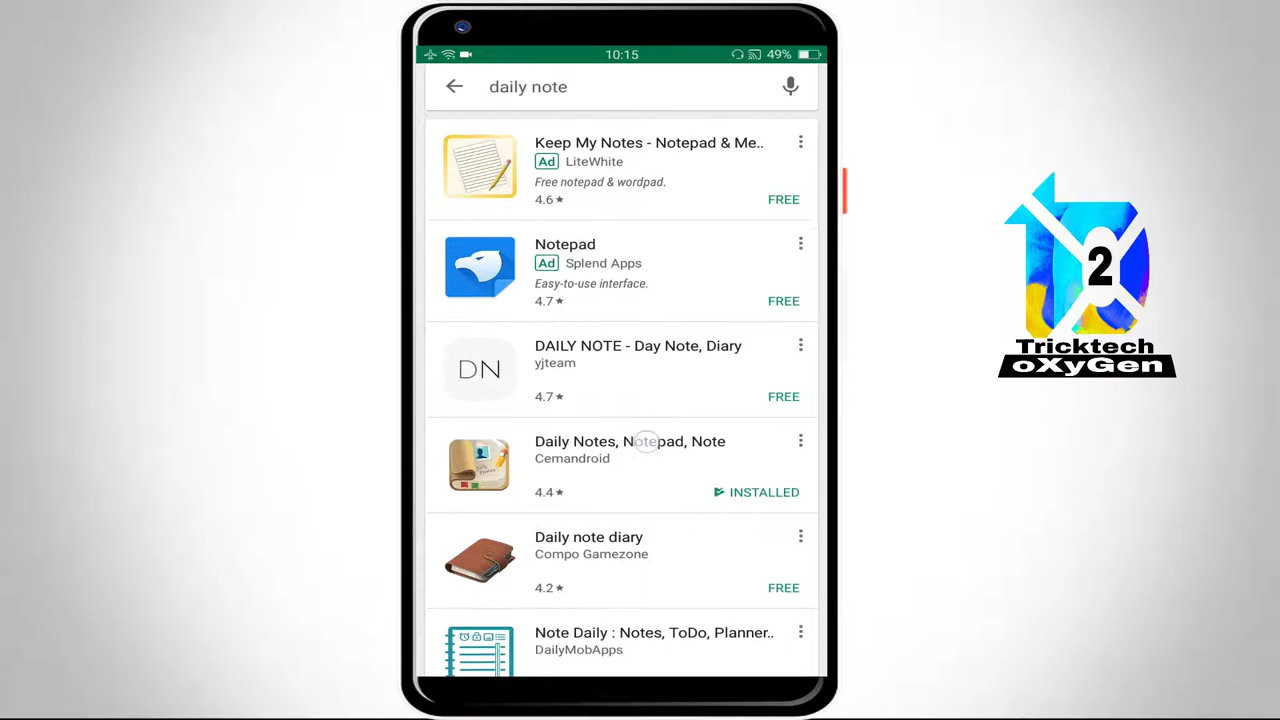 10:15
49%
daily note
Keep My Notes - Notepad & Me..
Ad LiteWhite
Free notepad & wordpad.
4.6 ★
FREE
Notepad
Ad Splend Apps
Easy-to-use interface.
4.7 ★
FREE
DN
DAILY NOTE - Day Note, Diary
yjteam
4.7 ★
FREE
Daily Notes, Notepad, Note
Cemandroid
4.4 ★
INSTALLED
Daily note diary
Compo Gamezone
4.2 ★
FREE
Note Daily : Notes, ToDo, Planner..
DailyMobApps
2
Tricktech
oXyGen